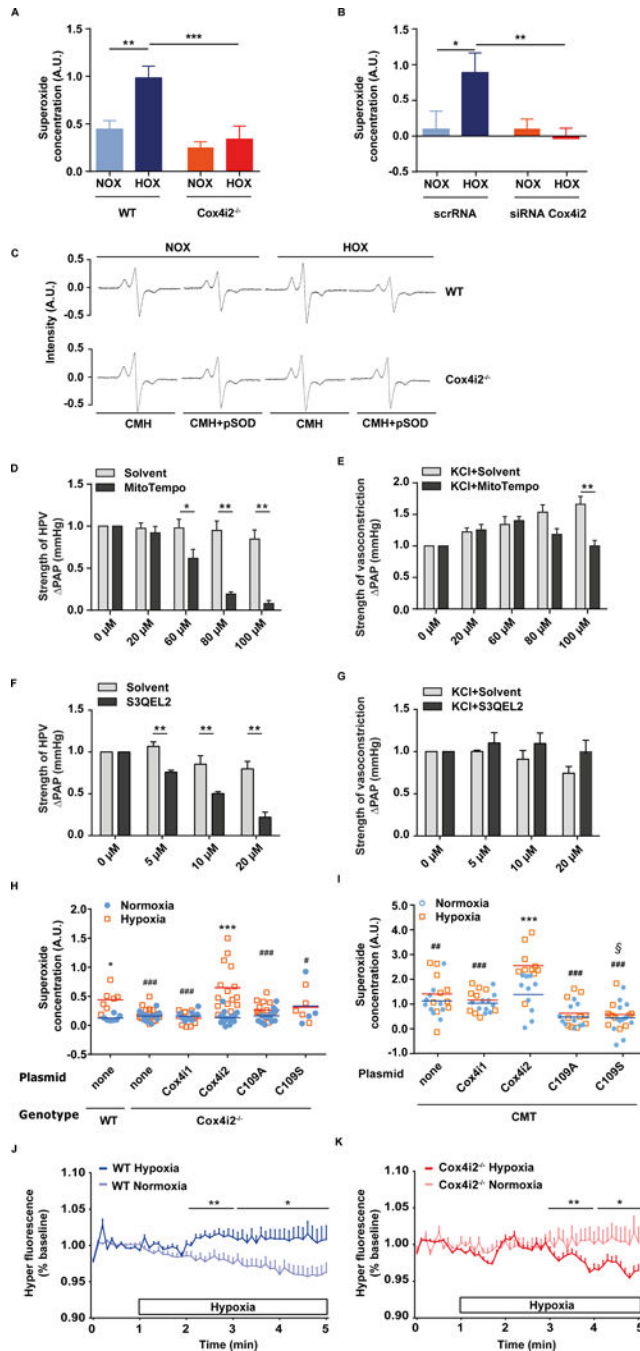 A
B
** ***
* **
Superoxide concentration (A.U.)
1.5
1.0
0.5
0.0
NOX HOX NOX HOX
WT Cox4i2-/-
Superoxide concentration (A.U.)
1.5
1.0
0.5
0.0
-0.5
NOX HOX NOX HOX
scrRNA siRNA Cox4i2
C
NOX HOX
Intensity (A.U.)
0.5
0.0
-0.5
WT
0.5
0.0
-0.5
Cox4i2-/-
CMH CMH+pSOD CMH CMH+pSOD
D
Solvent
MitoTempo
* ** **
Strength of HPV ΔPAP (mmHg)
1.5
1.0
0.5
0.0
0 µM 20 µM 60 µM 80 µM 100 µM
E
KCl+Solvent
KCl+MitoTempo
**
Strength of vasoconstriction ΔPAP (mmHg)
2.0
1.5
1.0
0.5
0.0
0 µM 20 µM 60 µM 80 µM 100 µM
F
Solvent
S3QEL2
** ** **
Strength of HPV ΔPAP (mmHg)
1.5
1.0
0.5
0.0
0 µM 5 µM 10 µM 20 µM
G
KCl+Solvent
KCl+S3QEL2
Strength of vasoconstriction ΔPAP (mmHg)
1.5
1.0
0.5
0.0
0 µM 5 µM 10 µM 20 µM
H
Normoxia
Hypoxia
* ### ### *** ### #
Superoxide concentration (A.U.)
2.0
1.5
1.0
0.5
0.0
-0.5
Plasmid none none Cox4i1 Cox4i2 C109A C109S
Genotype WT Cox4i2-/-
I
Normoxia
Hypoxia
## ### *** ### § ###
Superoxide concentration (A.U.)
5.0
4.0
3.0
2.0
1.0
0.0
-1.0
Plasmid none Cox4i1 Cox4i2 C109A C109S
CMT
J
WT Hypoxia
WT Normoxia
** *
Hyper fluorescence (% baseline)
1.10
1.05
1.00
0.95
0.90
Hypoxia
0 1 2 3 4 5
Time (min)
K
Cox4i2-/- Hypoxia
Cox4i2-/- Normoxia
** *
Hyper fluorescence (% baseline)
1.10
1.05
1.00
0.95
0.90
Hypoxia
0 1 2 3 4 5
Time (min)